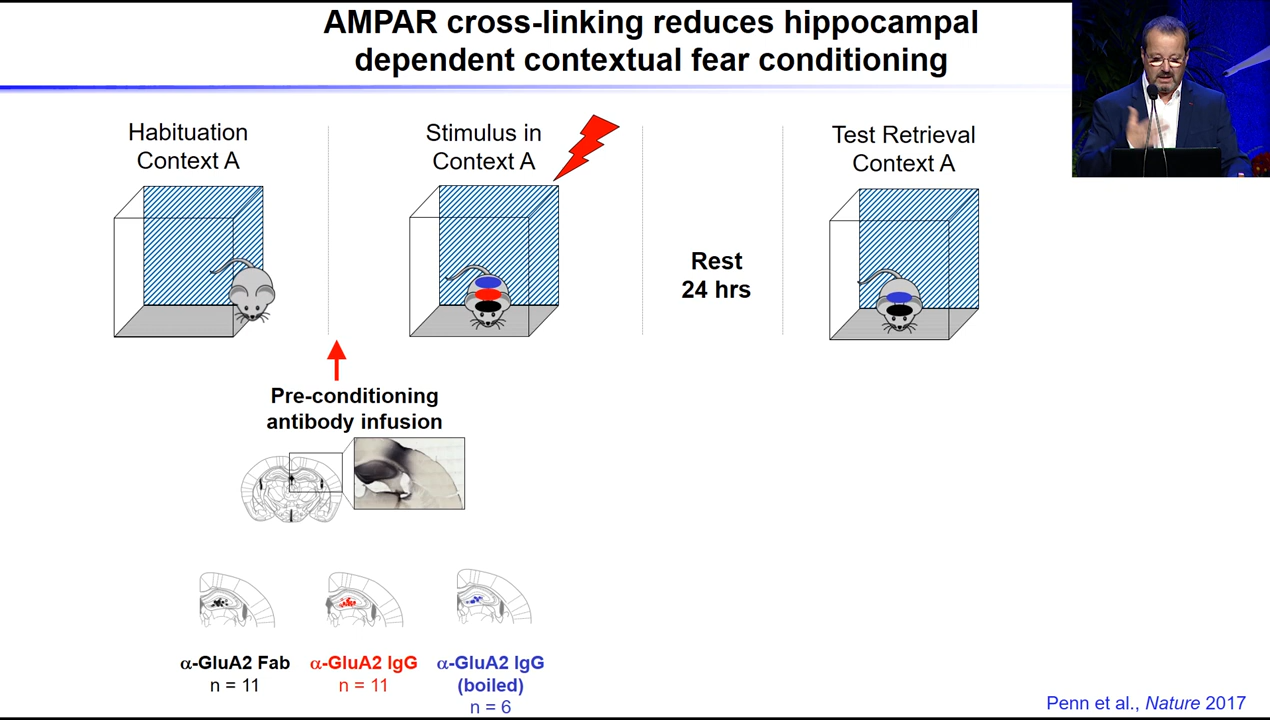 AMPAR cross-linking reduces hippocampal
dependent contextual fear conditioning
Habituation
Context A
Stimulus in
Context A
Rest
24 hrs
Test Retrieval
Context A
Pre-conditioning
antibody infusion
α-GluA2 Fab
n = 11
α-GluA2 IgG
n = 11
α-GluA2 IgG
(boiled)
n = 6
Penn et al., Nature 2017